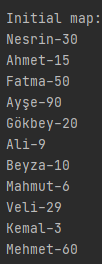 Initial map:
Nesrin-30
Ahmet-15
Fatma-50
Ayşe-90
Gökbey-20
Ali-9
Beyza-10
Mahmut-6
Veli-29
Kemal-3
Mehmet-60